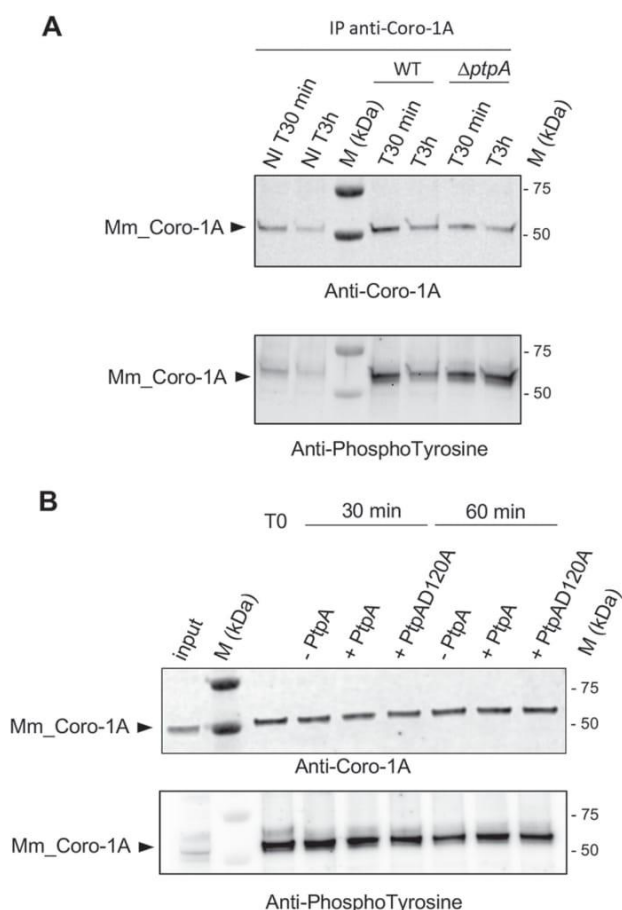 A
IP anti-Coro-1A
WT ΔptpA
NI T30 min NI T3h M (kDa) T30 min T3h T30 min T3h M (kDa)
- 75
Mm_Coro-1A
- 50
Anti-Coro-1A
- 75
Mm_Coro-1A
- 50
Anti-PhosphoTyrosine
B
T0 30 min 60 min
input M (kDa) - PtpA + PtpA + PtpAD120A - PtpA + PtpA + PtpAD120A M (kDa)
- 75
Mm_Coro-1A - 50
Anti-Coro-1A
- 75
Mm_Coro-1A - 50
Anti-PhosphoTyrosine